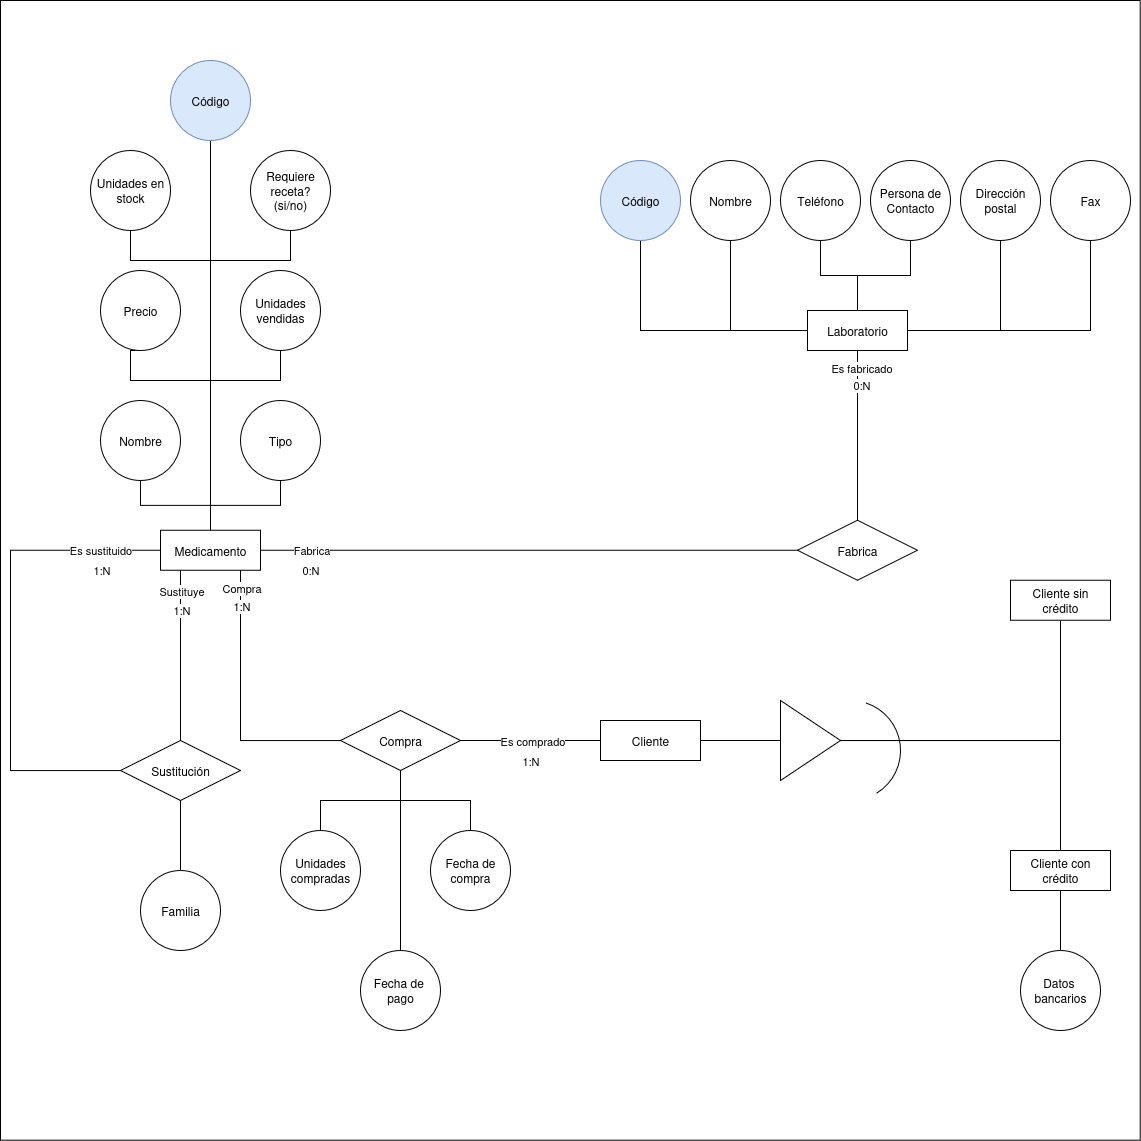 Código
Unidades en
stock
Requiere
receta?
(si/no)
Código
Nombre
Teléfono
Persona de
Contacto
Dirección
postal
Fax
Precio
Unidades
vendidas
Laboratorio
Es fabricado
0:N
Nombre
Tipo
Es sustituido
1:N
Medicamento
Fabrica
0:N
Fabrica
Sustituye
1:N
Compra
1:N
Cliente sin
crédito
Sustitución
Compra
Es comprado
1:N
Cliente
Unidades
compradas
Fecha de
compra
Cliente con
crédito
Familia
Fecha de
pago
Datos
bancarios